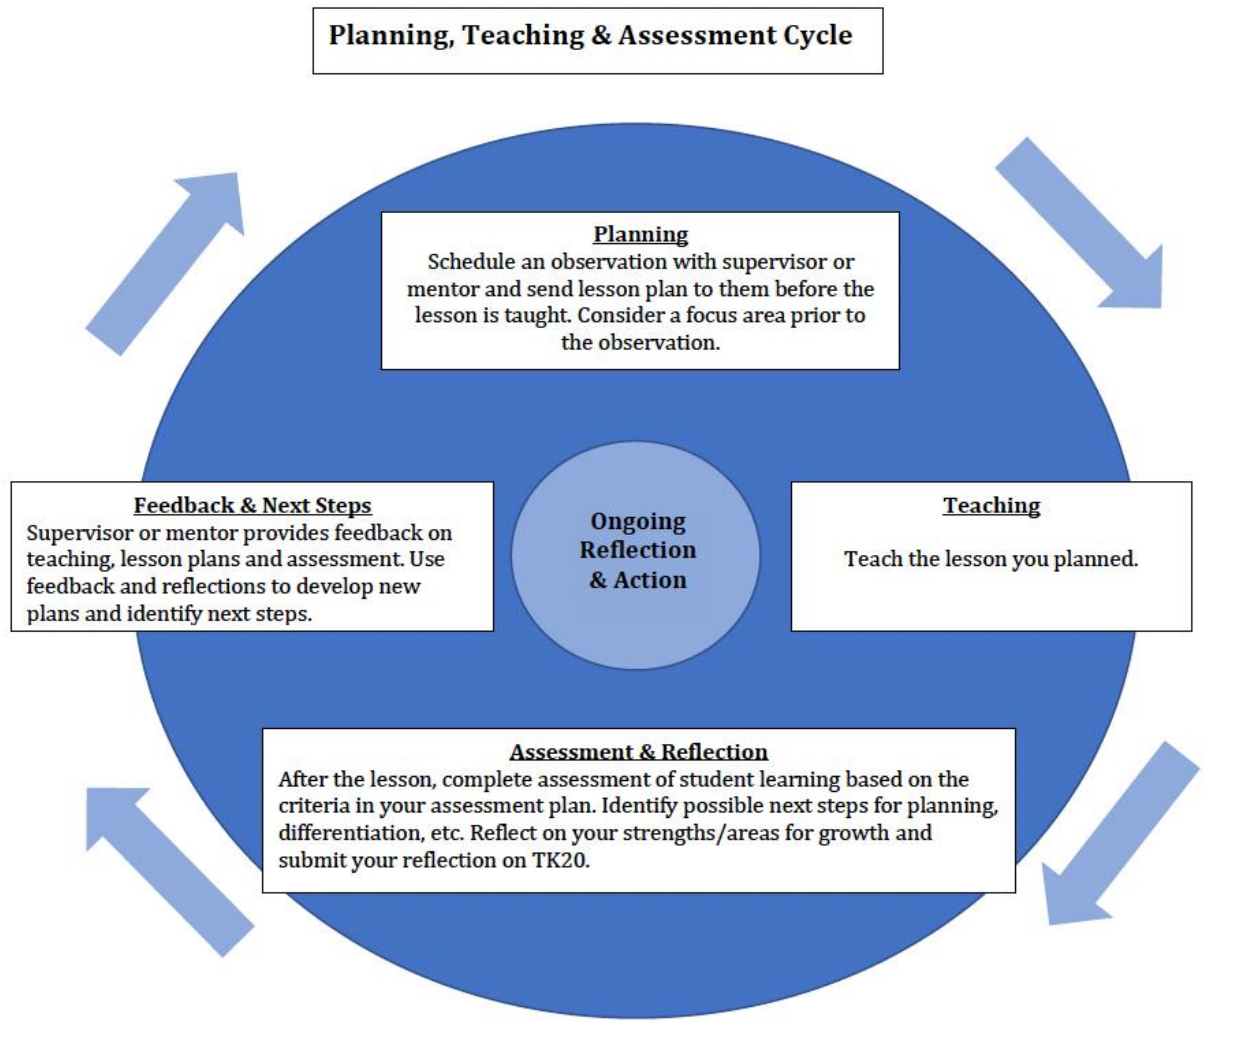 Planning, Teaching & Assessment Cycle
Planning
Schedule an observation with supervisor or
mentor and send lesson plan to them before the
lesson is taught. Consider a focus area prior to
the observation.
Feedback & Next Steps
Supervisor or mentor provides feedback on
teaching, lesson plans and assessment. Use
feedback and reflections to develop new
plans and identify next steps.
Ongoing
Reflection
& Action
Teaching
Teach the lesson you planned.
Assessment & Reflection
After the lesson, complete assessment of student learning based on the
criteria in your assessment plan. Identify possible next steps for planning,
differentiation, etc. Reflect on your strengths/areas for growth and
submit your reflection on TK20.